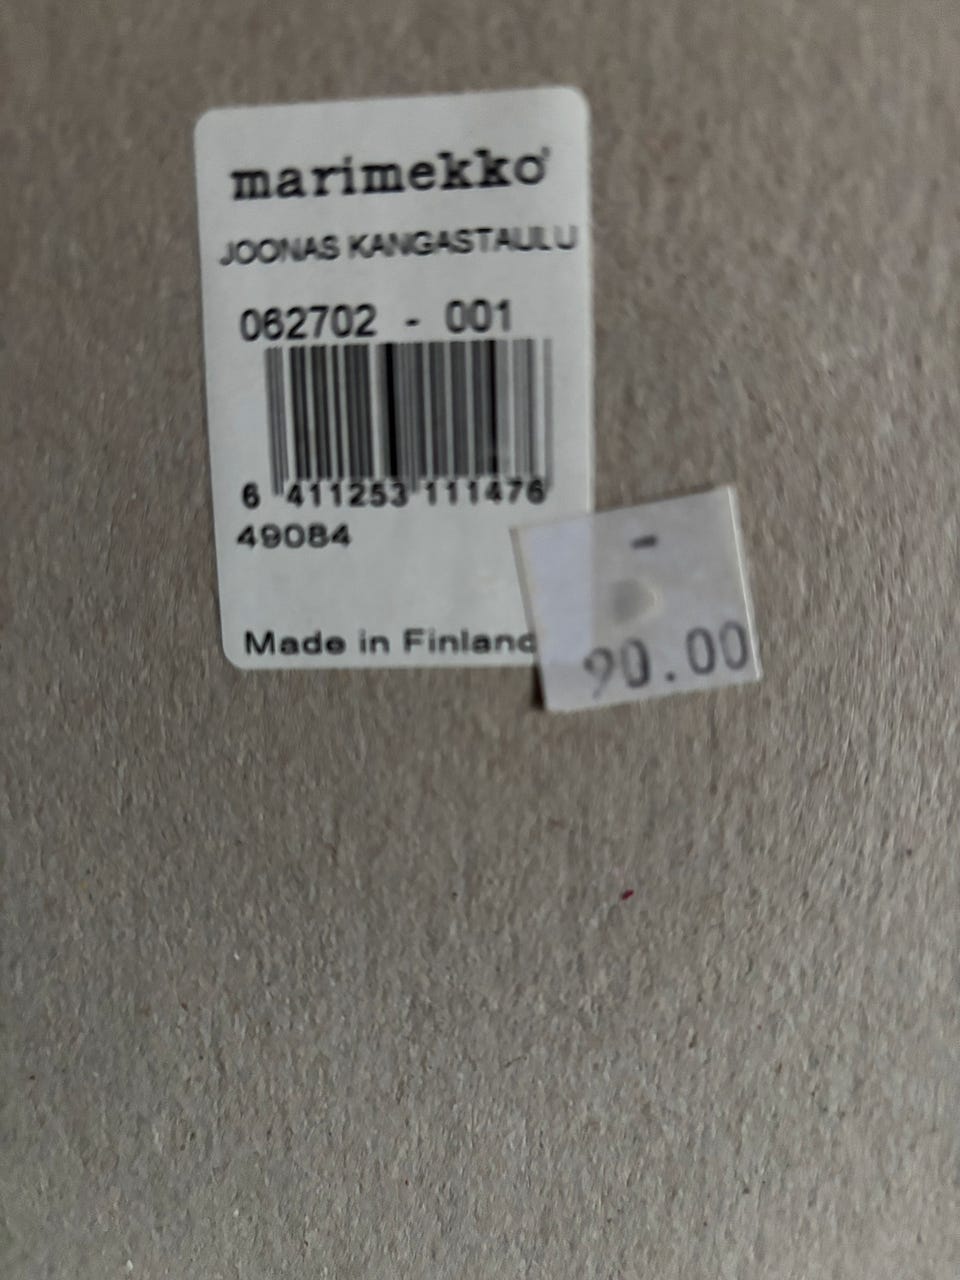 marimekko®
JOONAS KANGASTAULU
062702 - 001
6 411253 111476
49084
Made in Finland
-
90.00